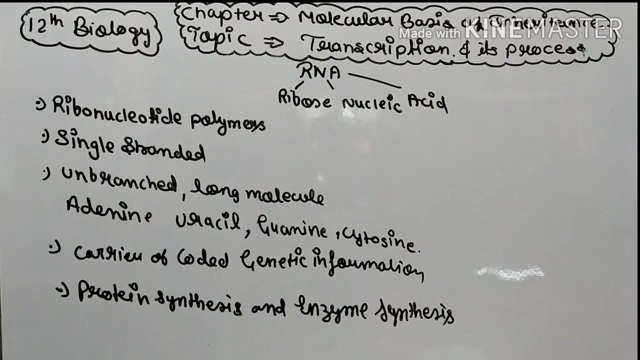 12th Biology
Chapter ⇒ Molecular Basis of Inheritance
Topic ⇒ Transcription & its process
Made with KINEMASTER
RNA
Ribose Nucleic Acid
Ribonucleotide polymers
Single Stranded
unbranched, long molecule
Adenine uracil, Guanine, Cytosine.
Carrier of Coded Genetic information
Protein synthesis and Enzyme synthesis